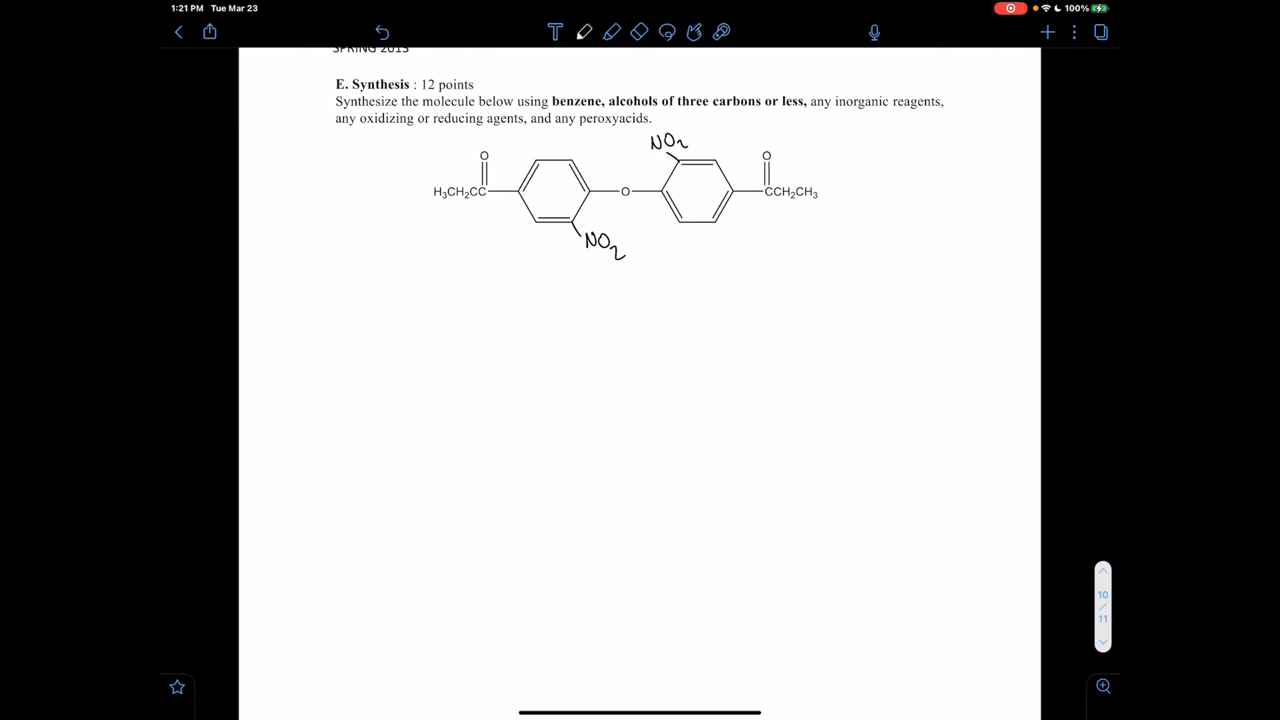 1:21 PM Tue Mar 23
100%
SPRING 2013
E. Synthesis : 12 points
Synthesize the molecule below using benzene, alcohols of three carbons or less, any inorganic reagents,
any oxidizing or reducing agents, and any peroxyacids.
NO2
O
O
H3CH2CC
O
CCH2CH3
NO2
10
/
11